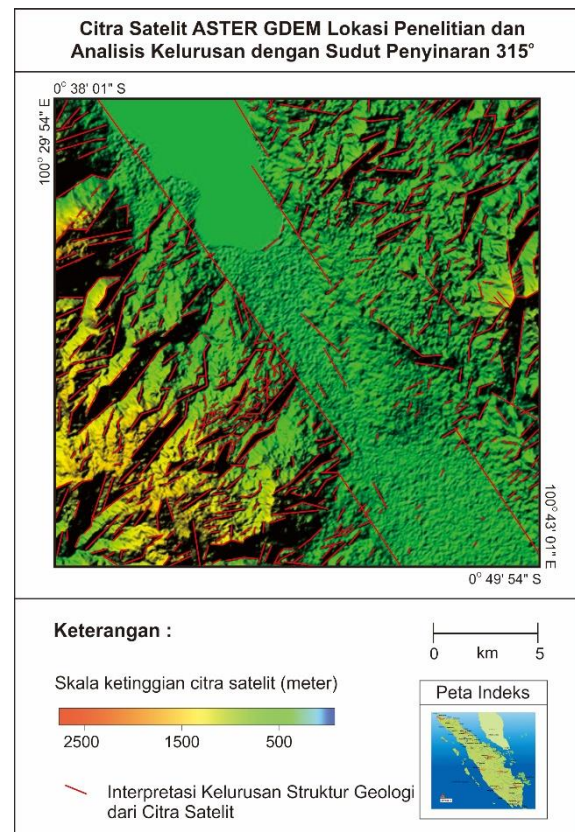 Citra Satelit ASTER GDEM Lokasi Penelitian dan
Analisis Kelurusan dengan Sudut Penyinaran 315°
0° 38' 01" S
100° 29' 54" E
100° 43' 01" E
0° 49' 54" S
Keterangan :
0 km 5
Skala ketinggian citra satelit (meter)
2500 1500 500
Peta Indeks
Interpretasi Kelurusan Struktur Geologi
dari Citra Satelit